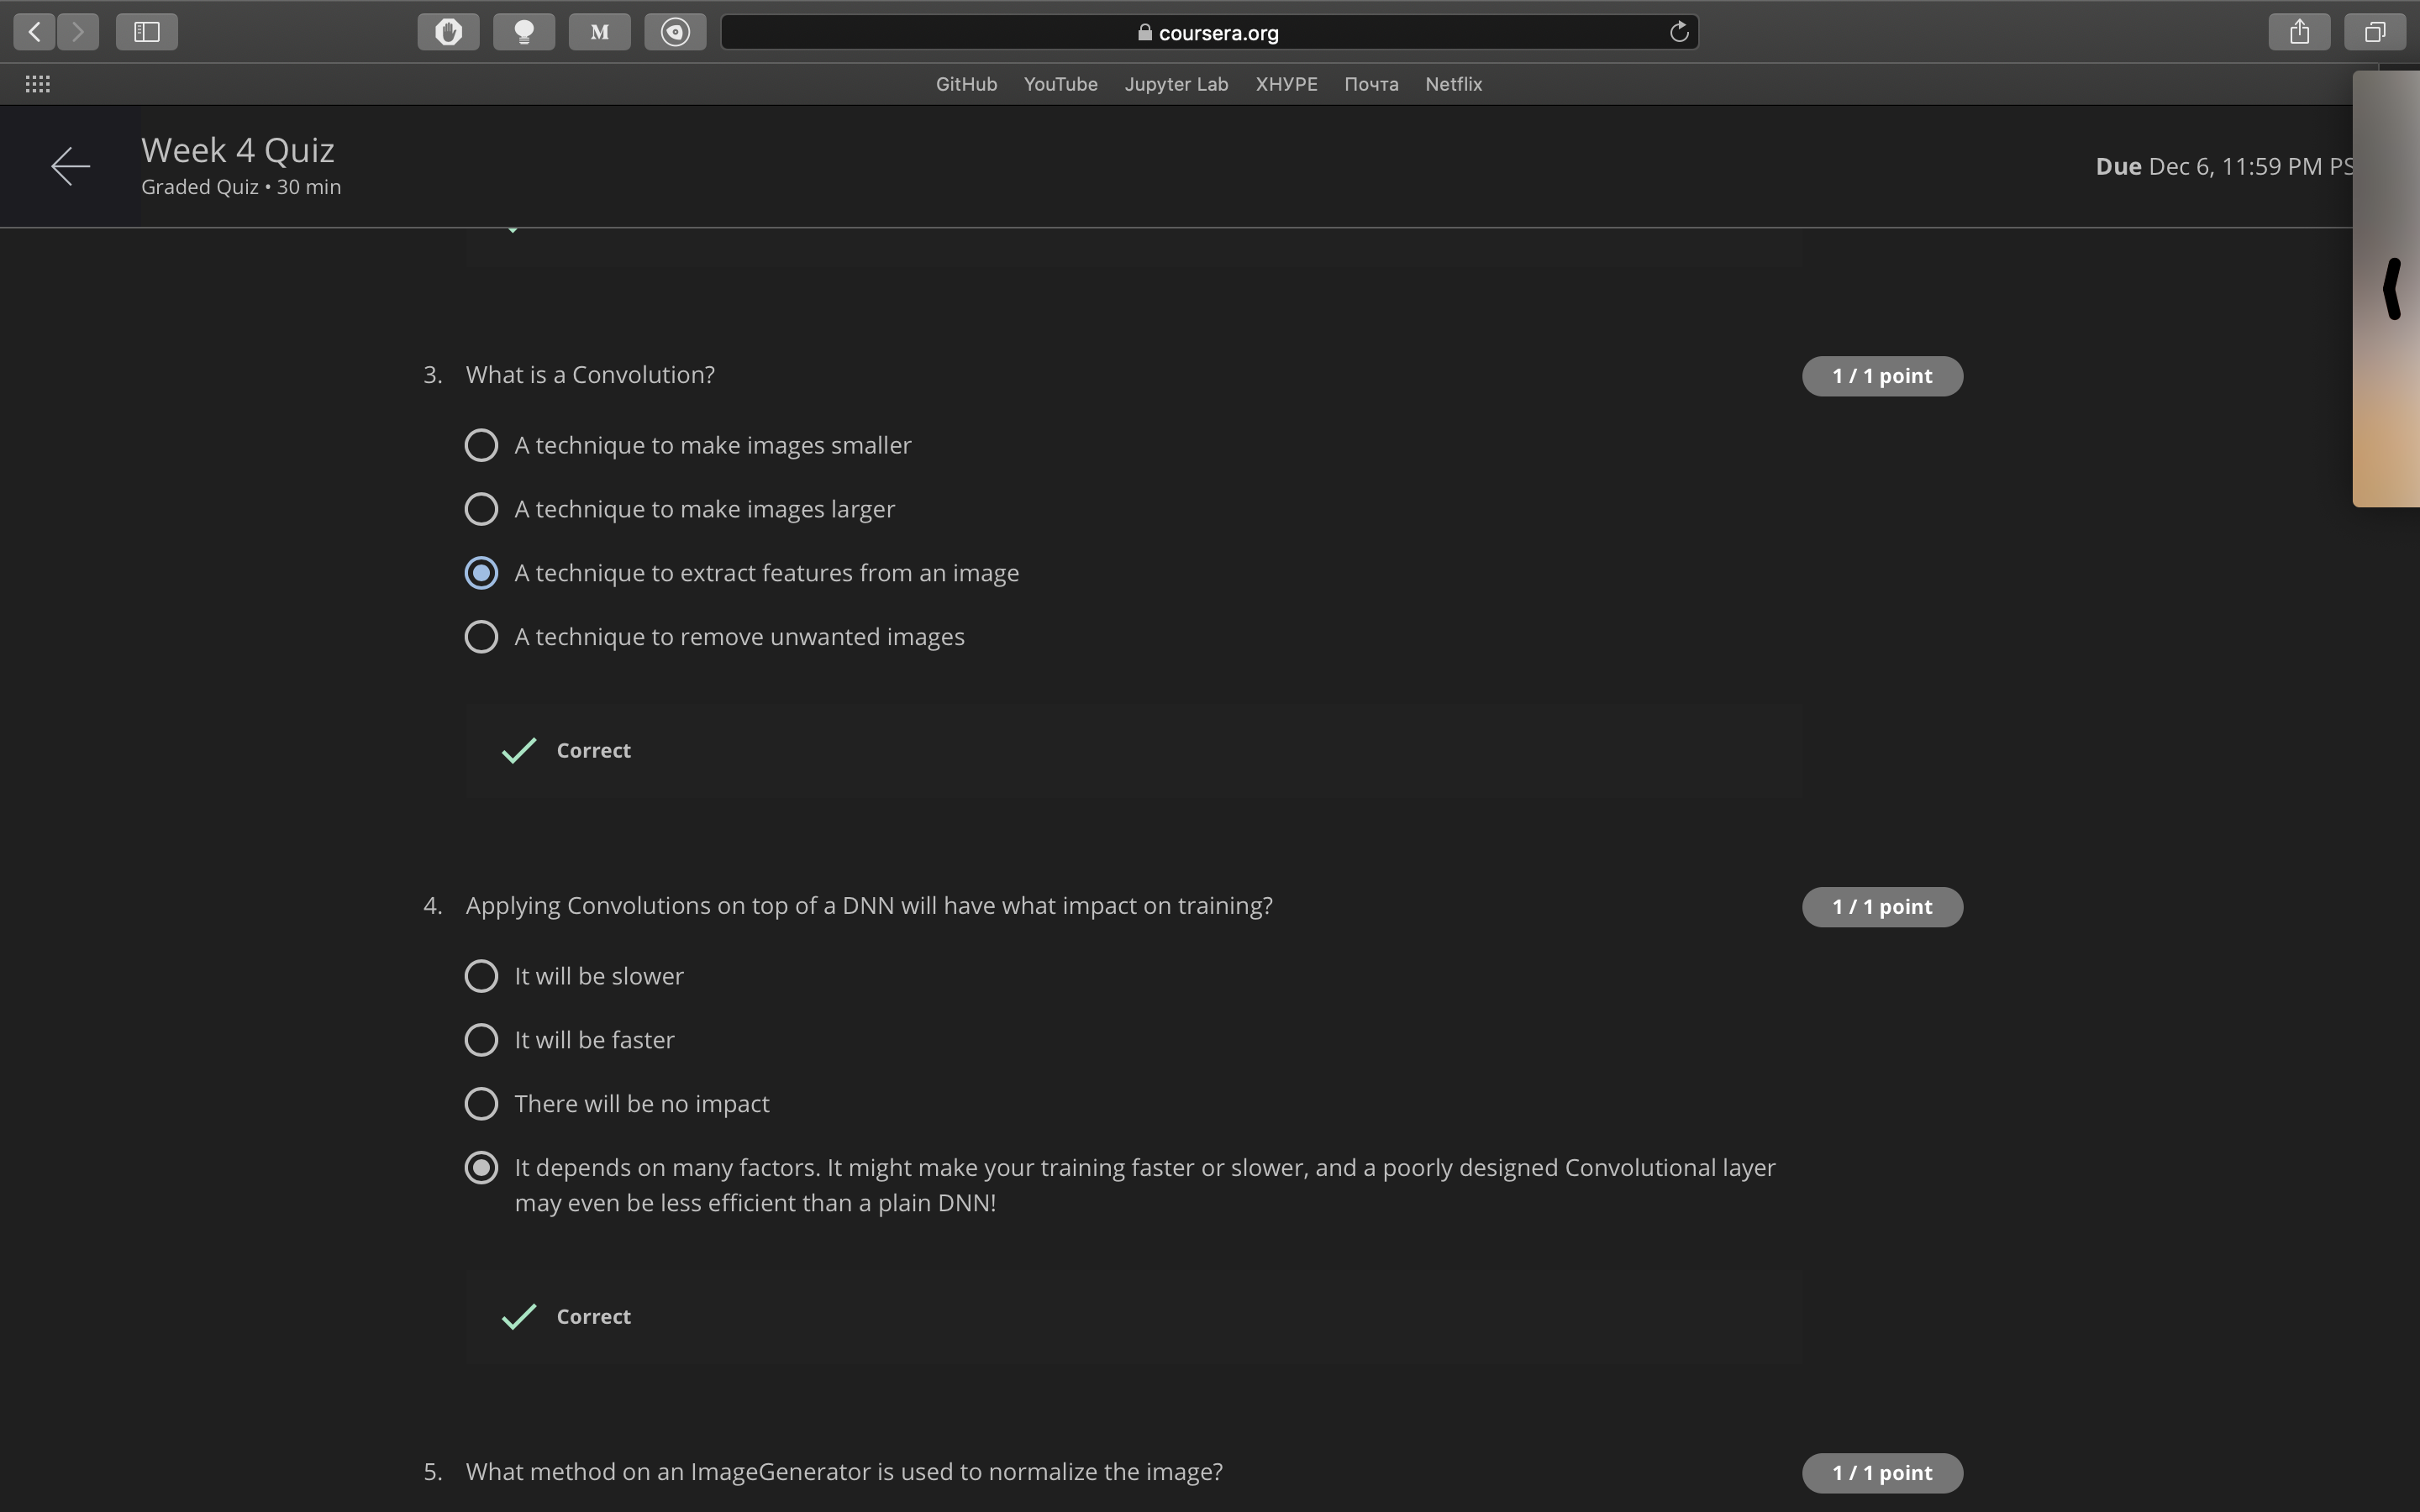 M
coursera.org
GitHub YouTube Jupyter Lab ХНУРЕ Почта Netflix
Week 4 Quiz
Graded Quiz • 30 min
Due Dec 6, 11:59 PM PS
3. What is a Convolution?
1 / 1 point
A technique to make images smaller
A technique to make images larger
A technique to extract features from an image
A technique to remove unwanted images
Correct
4. Applying Convolutions on top of a DNN will have what impact on training?
1 / 1 point
It will be slower
It will be faster
There will be no impact
It depends on many factors. It might make your training faster or slower, and a poorly designed Convolutional layer
may even be less efficient than a plain DNN!
Correct
5. What method on an ImageGenerator is used to normalize the image?
1 / 1 point